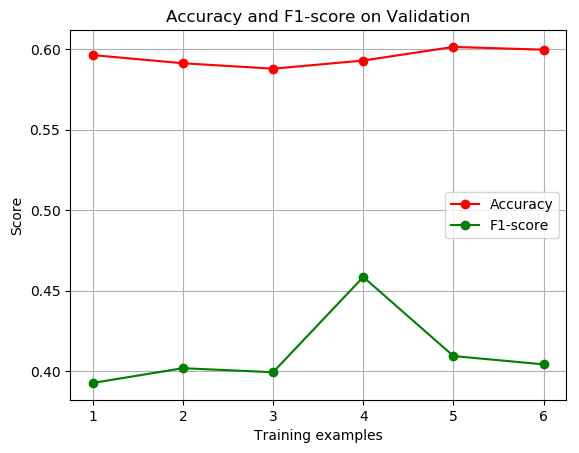 Accuracy and F1-score on Validation
0.60
0.55
0.50
0.45
0.40
Score
Accuracy
F1-score
1 2 3 4 5 6
Training examples